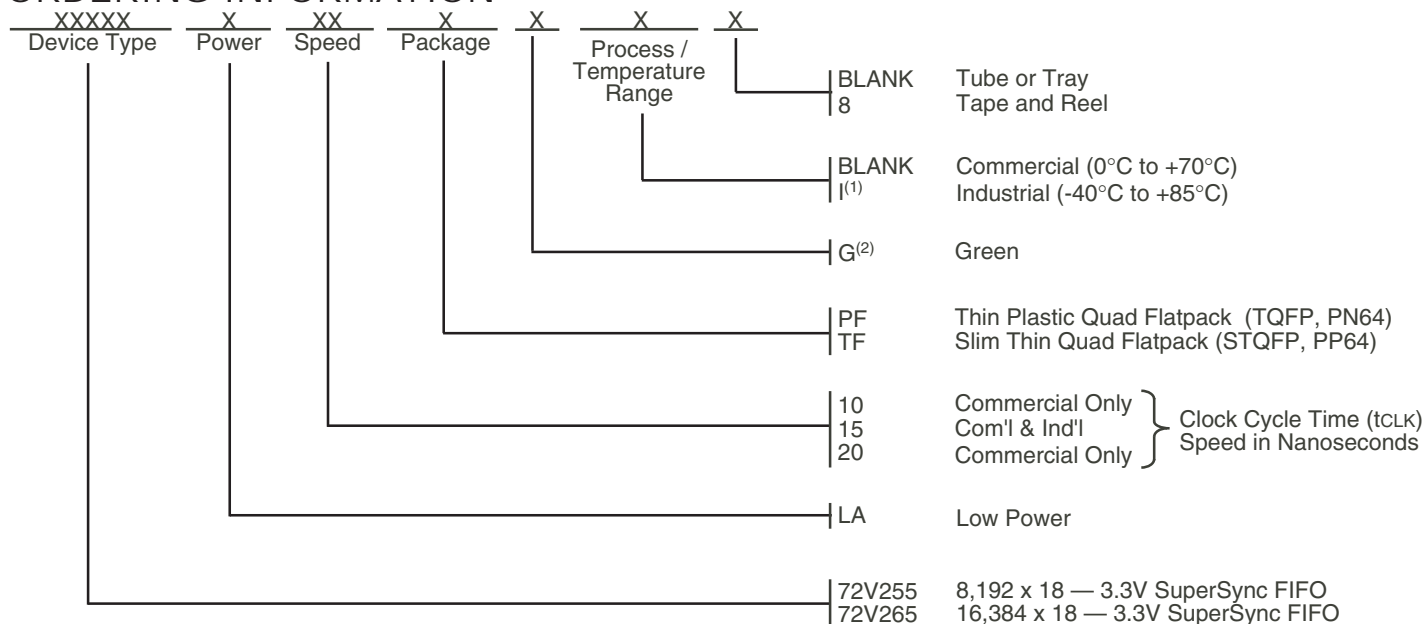 ORDERING INFORMATION
XXXXX X XX X X X X
Device Type Power Speed Package
Process /
Temperature
Range
BLANK Tube or Tray
8 Tape and Reel
BLANK Commercial (0°C to +70°C)
I(1) Industrial (-40°C to +85°C)
G(2) Green
PF Thin Plastic Quad Flatpack (TQFP, PN64)
TF Slim Thin Quad Flatpack (STQFP, PP64)
10 Commercial Only
15 Com'l & Ind'l
20 Commercial Only
Clock Cycle Time (tCLK)
Speed in Nanoseconds
LA Low Power
72V255 8,192 x 18 — 3.3V SuperSync FIFO
72V265 16,384 x 18 — 3.3V SuperSync FIFO